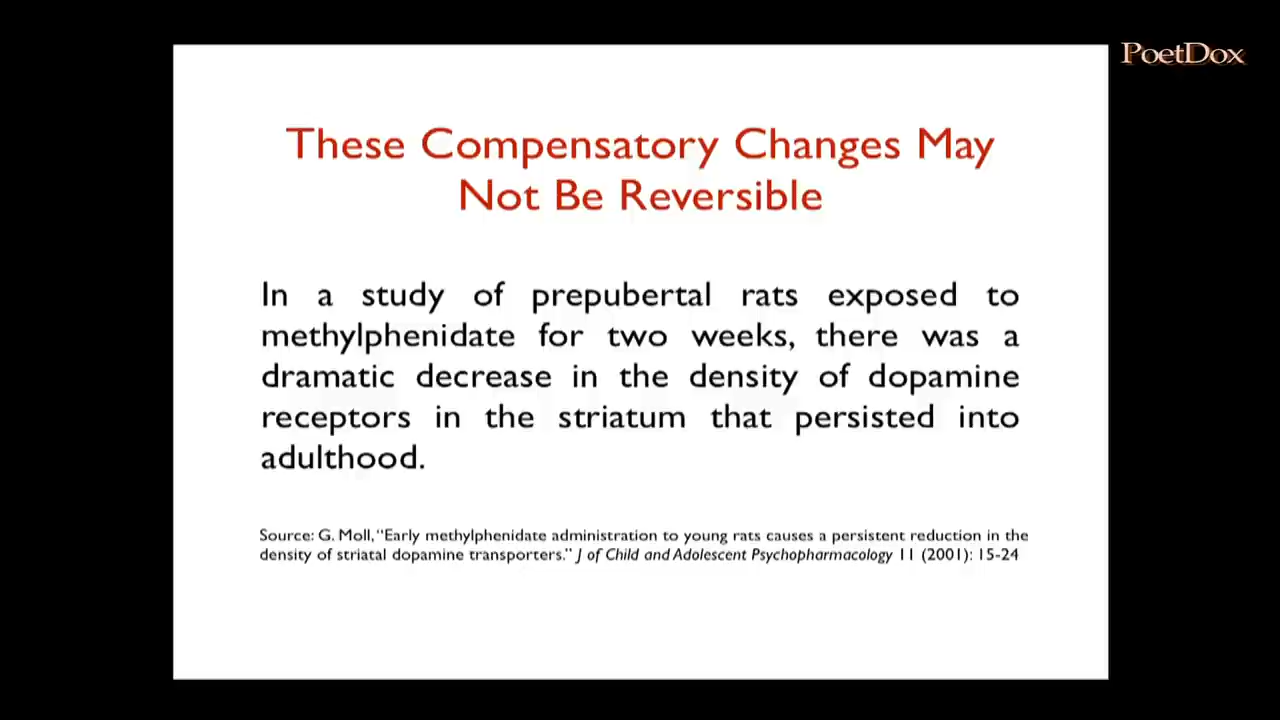 PoetDox
These Compensatory Changes May
Not Be Reversible
In a study of prepubertal rats exposed to
methylphenidate for two weeks, there was a
dramatic decrease in the density of dopamine
receptors in the striatum that persisted into
adulthood.
Source: G. Moll, "Early methylphenidate administration to young rats causes a persistent reduction in the
density of striatal dopamine transporters." J of Child and Adolescent Psychopharmacology 11 (2001): 15-24